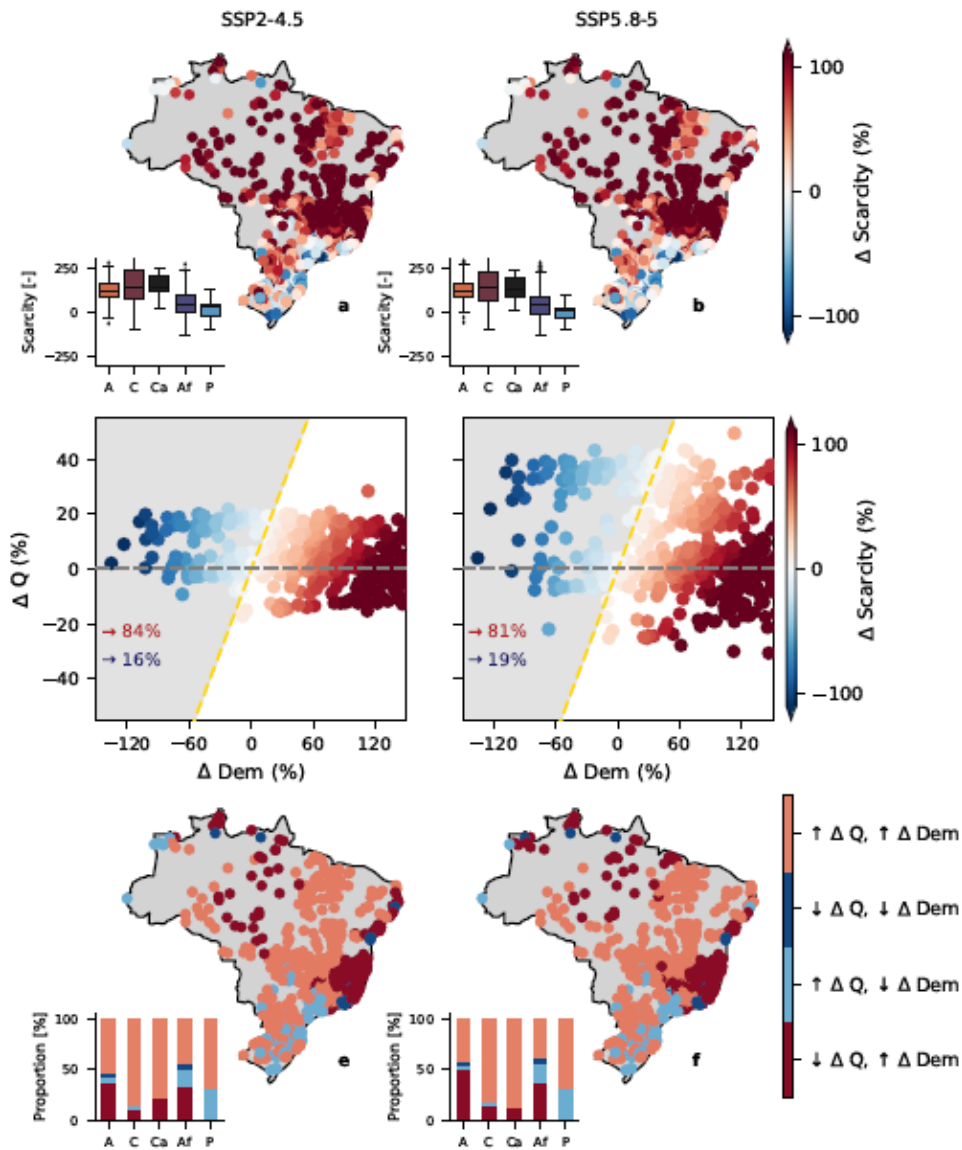 SSP2-4.5
SSP5.8-5
100
0
−100
Δ Scarcity (%)
Scarcity [-]
250
0
−250
A C Ca Af P
a
Scarcity [-]
250
0
−250
A C Ca Af P
b
Δ Q (%)
40
20
0
−20
−40
→ 84%
→ 16%
−120 −60 0 60 120
Δ Dem (%)
→ 81%
→ 19%
−120 −60 0 60 120
Δ Dem (%)
100
0
−100
Δ Scarcity (%)
Proportion [%]
100
50
0
A C Ca Af P
e
Proportion [%]
100
50
0
A C Ca Af P
f
↑ Δ Q, ↑ Δ Dem
↓ Δ Q, ↓ Δ Dem
↑ Δ Q, ↓ Δ Dem
↓ Δ Q, ↑ Δ Dem